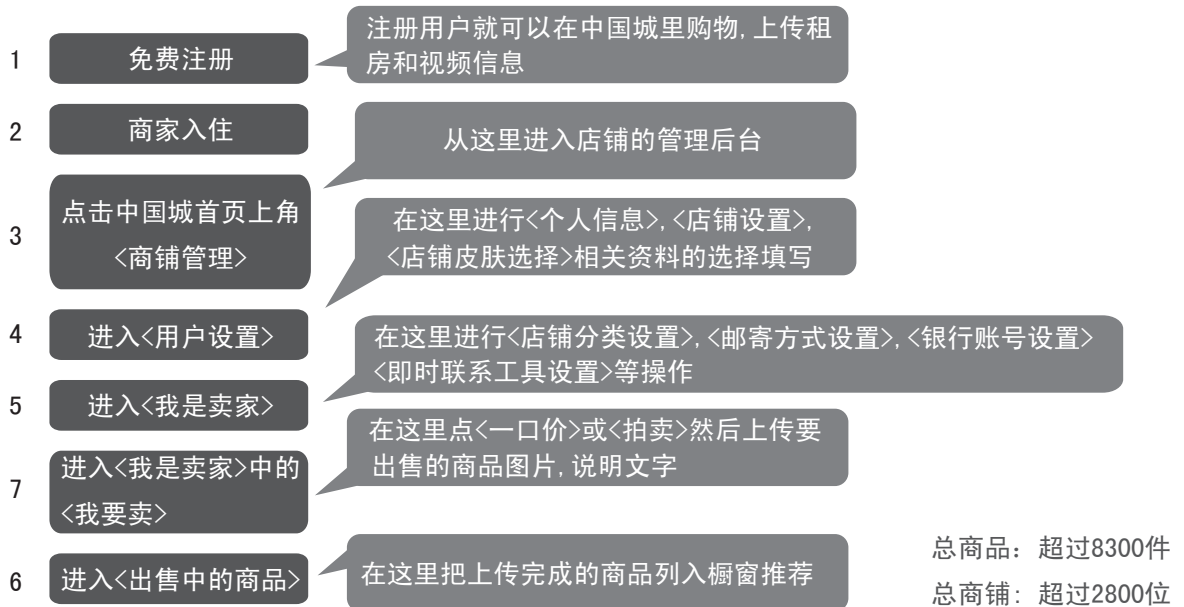 1
免费注册
注册用户就可以在中国城里购物,上传租
房和视频信息
2
商家入住
从这里进入店铺的管理后台
3
点击中国城首页上角
<商铺管理>
在这里进行<个人信息>,<店铺设置>,
<店铺皮肤选择>相关资料的选择填写
4
进入<用户设置>
在这里进行<店铺分类设置>,<邮寄方式设置>,<银行账号设置>
<即时联系工具设置>等操作
5
进入<我是卖家>
在这里点<一口价>或<拍卖>然后上传要
出售的商品图片,说明文字
7
进入<我是卖家>中的
<我要卖>
6
进入<出售中的商品>
在这里把上传完成的商品列入橱窗推荐
总商品：超过8300件
总商铺：超过2800位